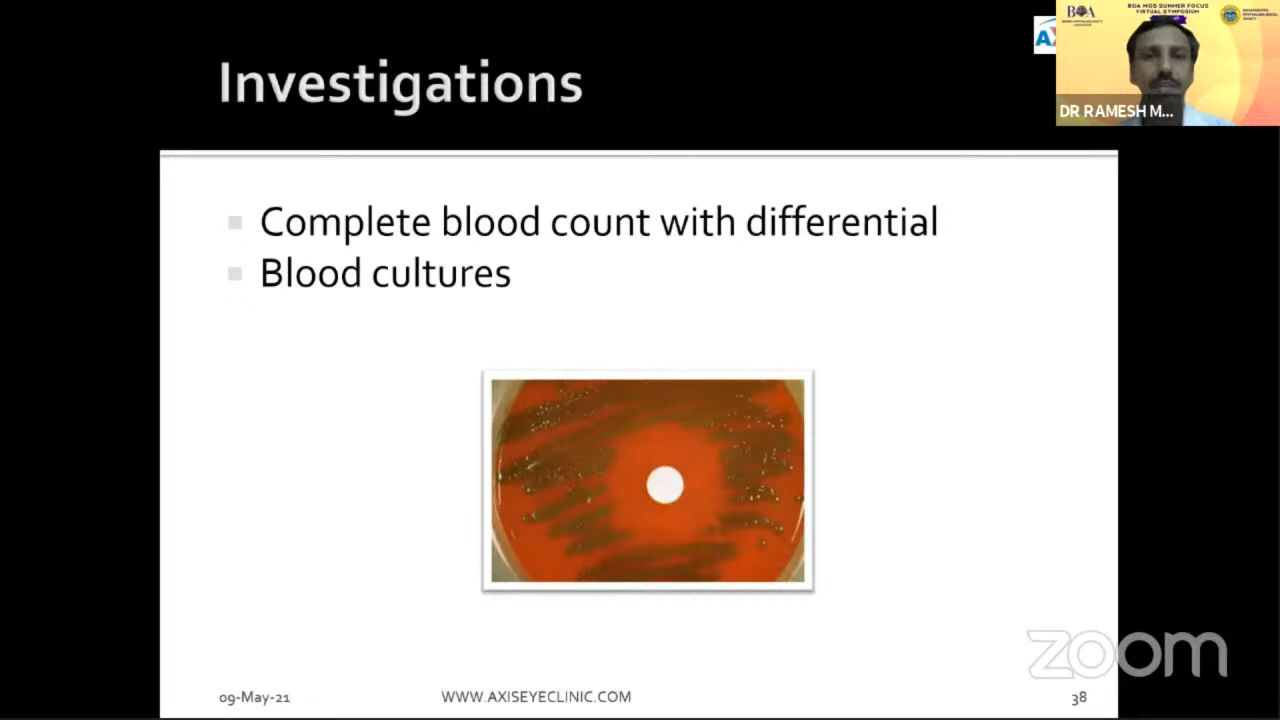 Investigations
BOA MOS SUMMER FOCUS
VIRTUAL SYMPOSIUM
BOA
DR RAMESH M...
Complete blood count with differential
Blood cultures
zoom
09-May-21
WWW.AXISEYECLINIC.COM
38